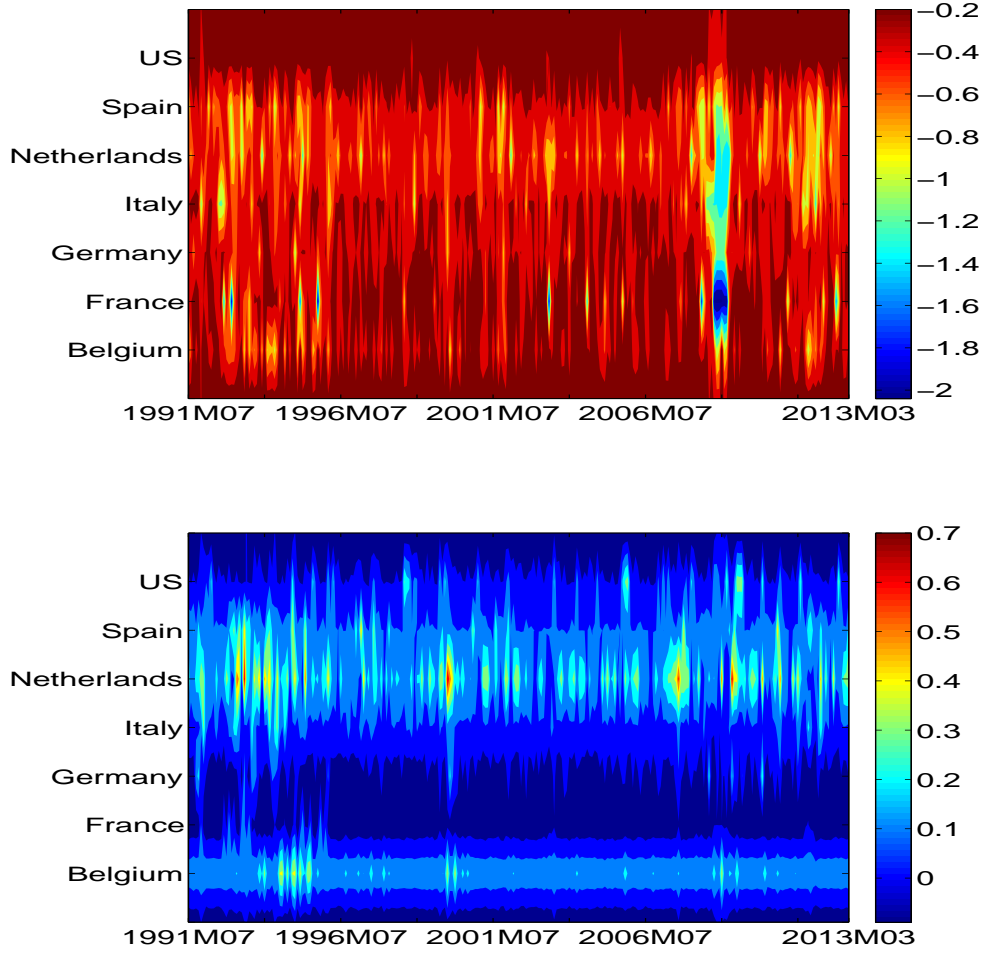 −0.2
US
−0.4
Spain
−0.6
Netherlands
−0.8
−1
Italy
−1.2
Germany
−1.4
France
−1.6
Belgium
−1.8
−2
1991M07 1996M07 2001M07 2006M07 2013M03
0.7
US
0.6
Spain
0.5
Netherlands
0.4
Italy
0.3
Germany
0.2
France
0.1
Belgium
0
1991M07 1996M07 2001M07 2006M07 2013M03